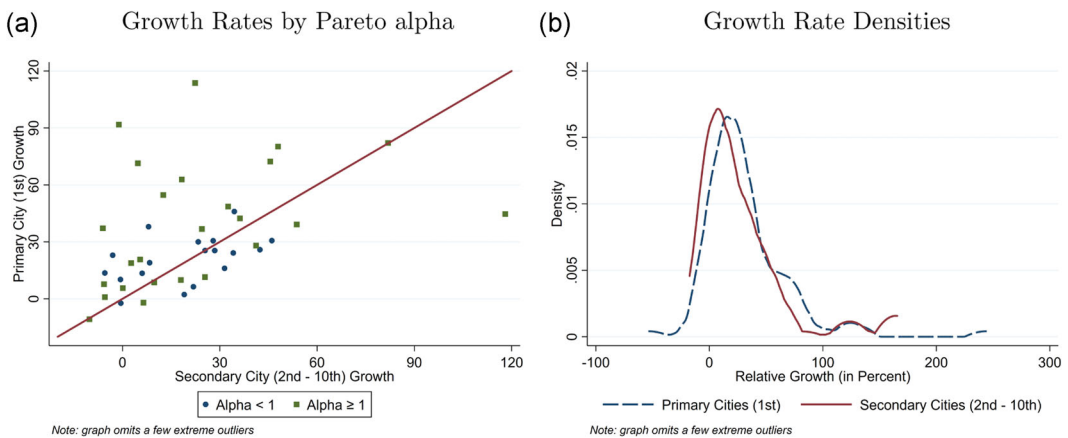 (a)
Growth Rates by Pareto alpha
Primary City (1st) Growth
120
90
60
30
0
0
30
60
90
120
Secondary City (2nd - 10th) Growth
Alpha < 1
Alpha ≥ 1
Note: graph omits a few extreme outliers
(b)
Growth Rate Densities
Density
.02
.015
.01
.005
0
-100
0
100
200
300
Relative Growth (in Percent)
Primary Cities (1st)
Secondary Cities (2nd - 10th)
Note: graph omits a few extreme outliers